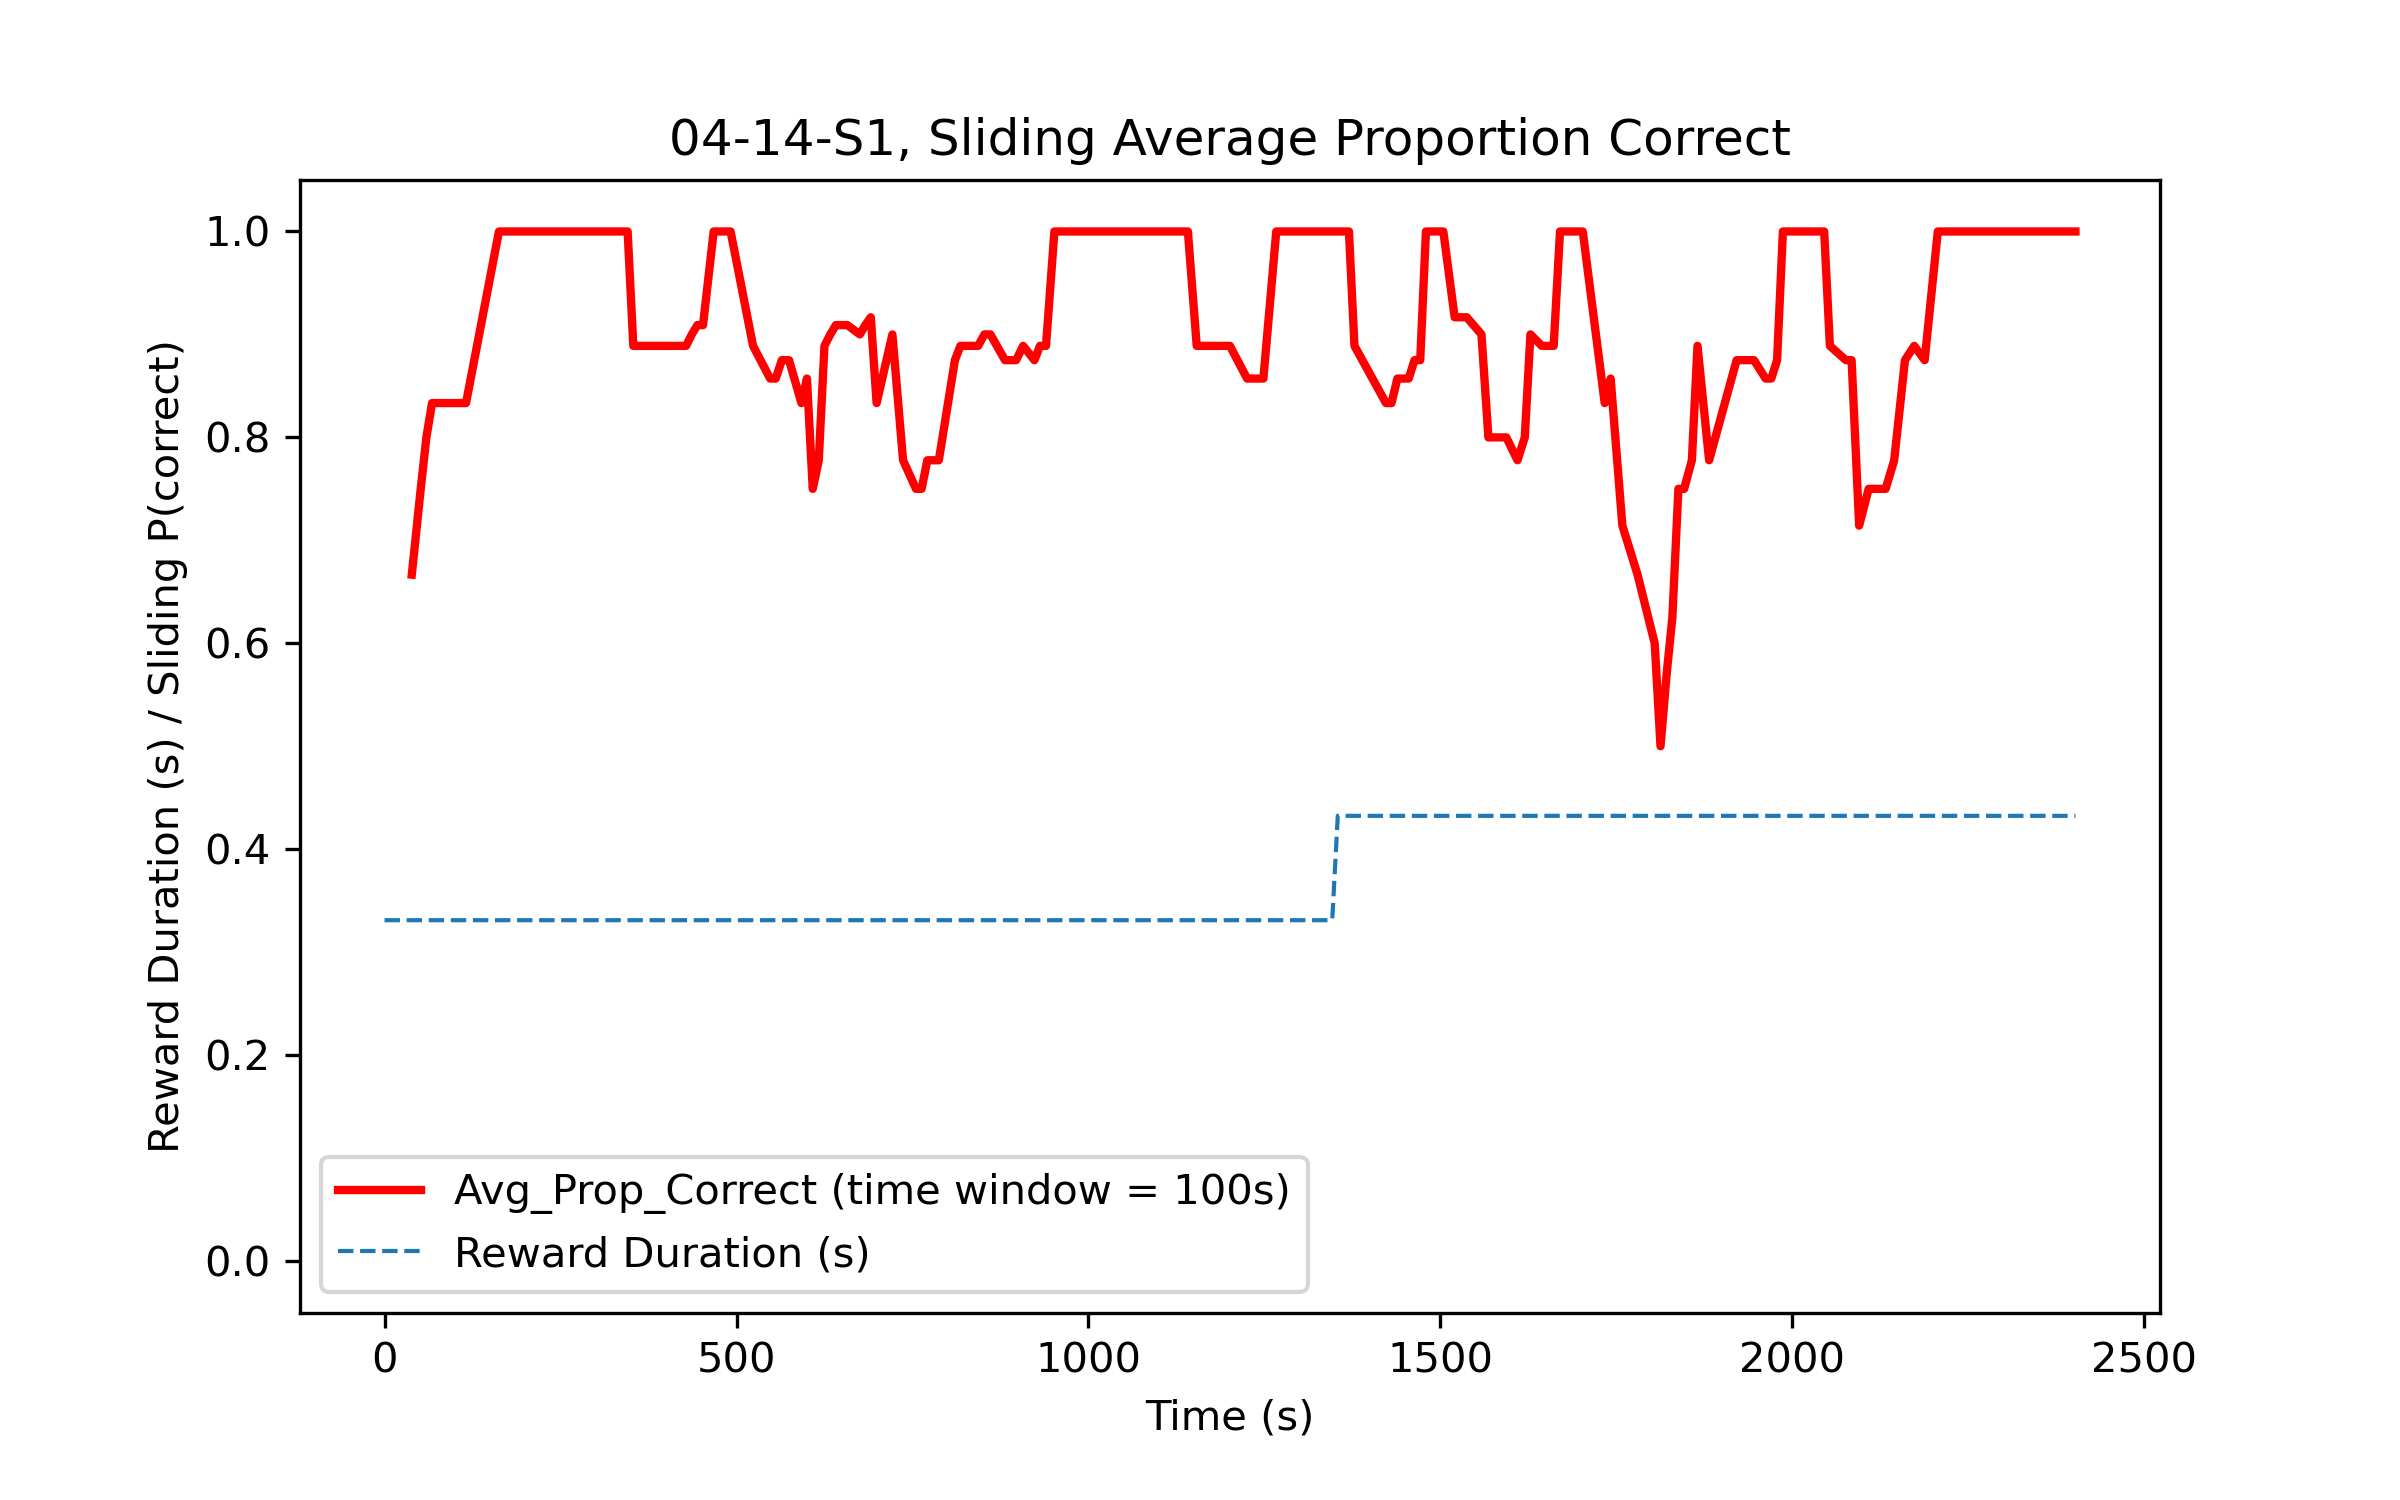 04-14-S1, Sliding Average Proportion Correct
Reward Duration (s) / Sliding P(correct)
1.0
0.8
0.6
0.4
0.2
0.0
Avg_Prop_Correct (time window = 100s)
Reward Duration (s)
0 500 1000 1500 2000 2500
Time (s)